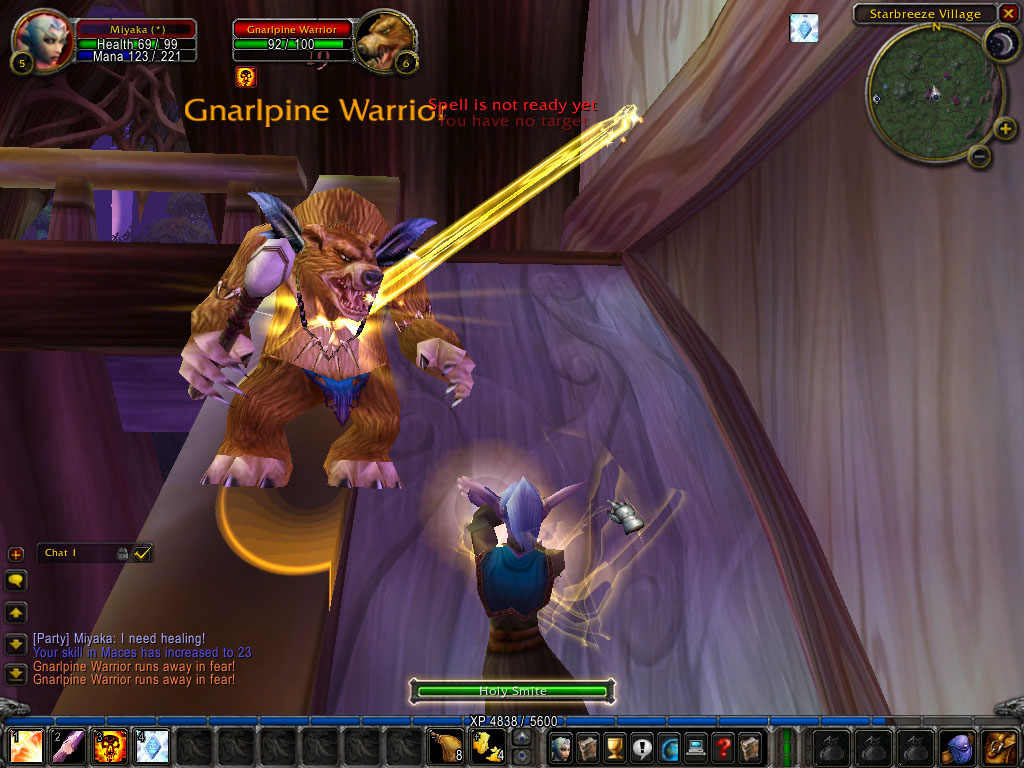 Miyaka (*)
Health 69 / 99
Mana 123 / 221
5
Gnarlpine Warrior
92 / 100
6
Starbreeze Village
N
Gnarlpine Warrior
Spell is not ready yet
You have no target
Chat 1
[Party] Miyaka: I need healing!
Your skill in Maces has increased to 23
Gnarlpine Warrior runs away in fear!
Gnarlpine Warrior runs away in fear!
Holy Smite
XP 4838 / 5600
1
2
3
4
8
4